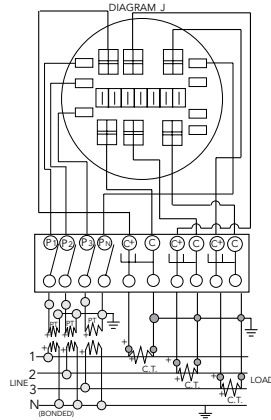 DIAGRAM J
P1 P2 P3 PN C+ C C+ C C+ C
PT PT PT
1
C.T.
2
LINE C.T. LOAD
3
C.T.
N
(BONDED)